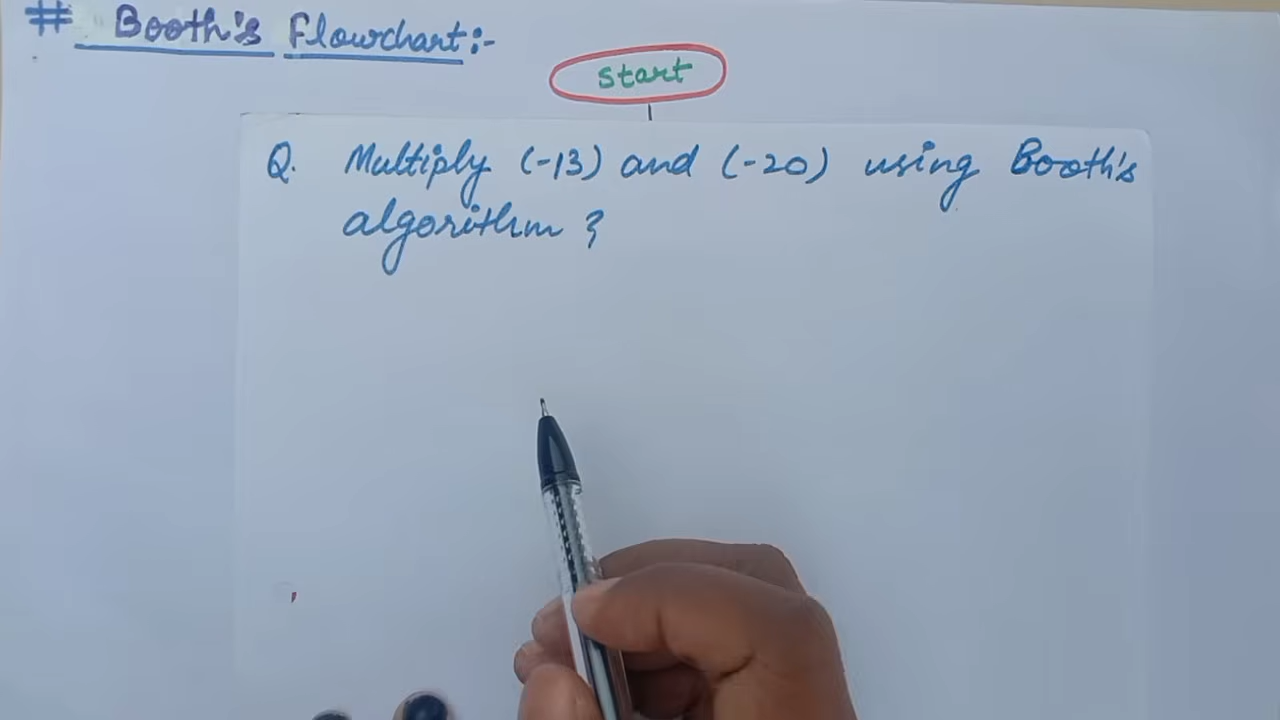 # Booth's Flowchart:-
start
Q. Multiply (-13) and (-20) using Booth's
algorithm ?